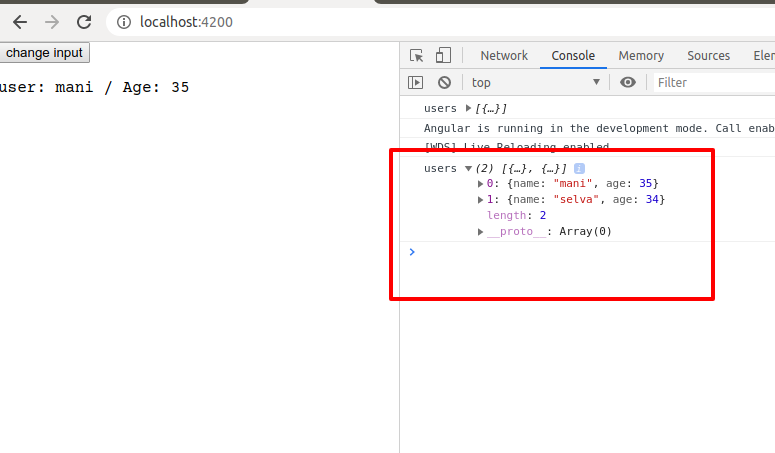 localhost:4200
change input
user: mani / Age: 35
Network Console Memory Sources Eler
top Filter
users [{…}]
Angular is running in the development mode. Call enab
[WDS] Live Reloading enabled
users (2) [{…}, {…}] i
0: {name: "mani", age: 35}
1: {name: "selva", age: 34}
length: 2
__proto__: Array(0)